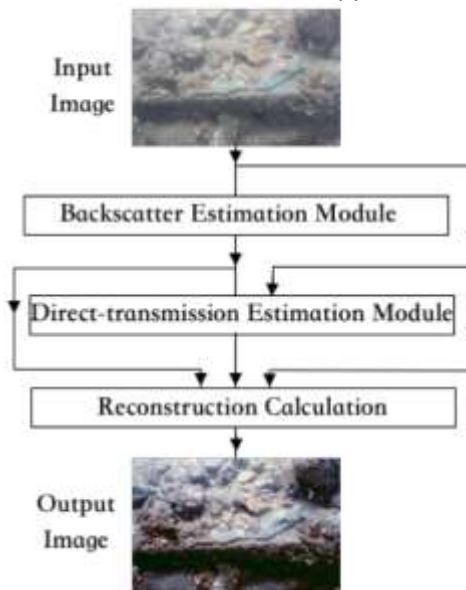 Input
Image
Backscatter Estimation Module
Direct-transmission Estimation Module
Reconstruction Calculation
Output
Image